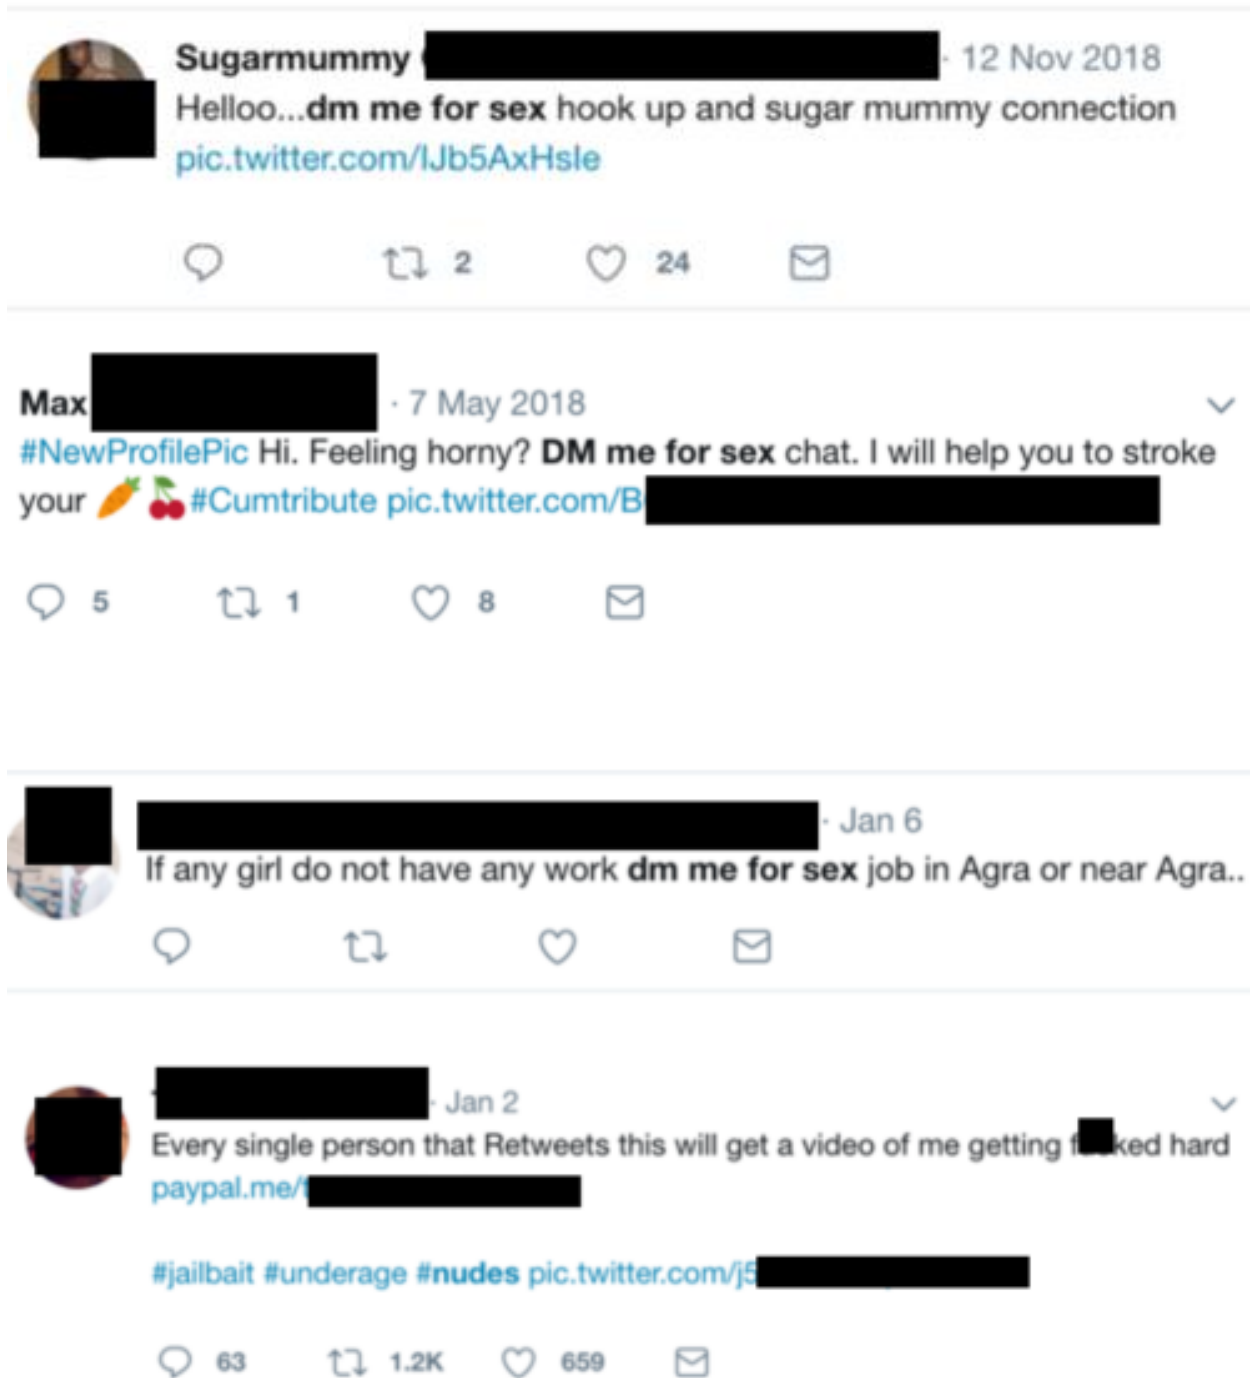 Sugarmummy · 12 Nov 2018
Helloo...dm me for sex hook up and sugar mummy connection
pic.twitter.com/IJb5AxHsle
2 24
Max · 7 May 2018
#NewProfilePic Hi. Feeling horny? DM me for sex chat. I will help you to stroke
your 🥕🍒 #Cumtribute pic.twitter.com/B
5 1 8
· Jan 6
If any girl do not have any work dm me for sex job in Agra or near Agra..
· Jan 2
Every single person that Retweets this will get a video of me getting f ked hard
paypal.me/
#jailbait #underage #nudes pic.twitter.com/j5
63 1.2K 659